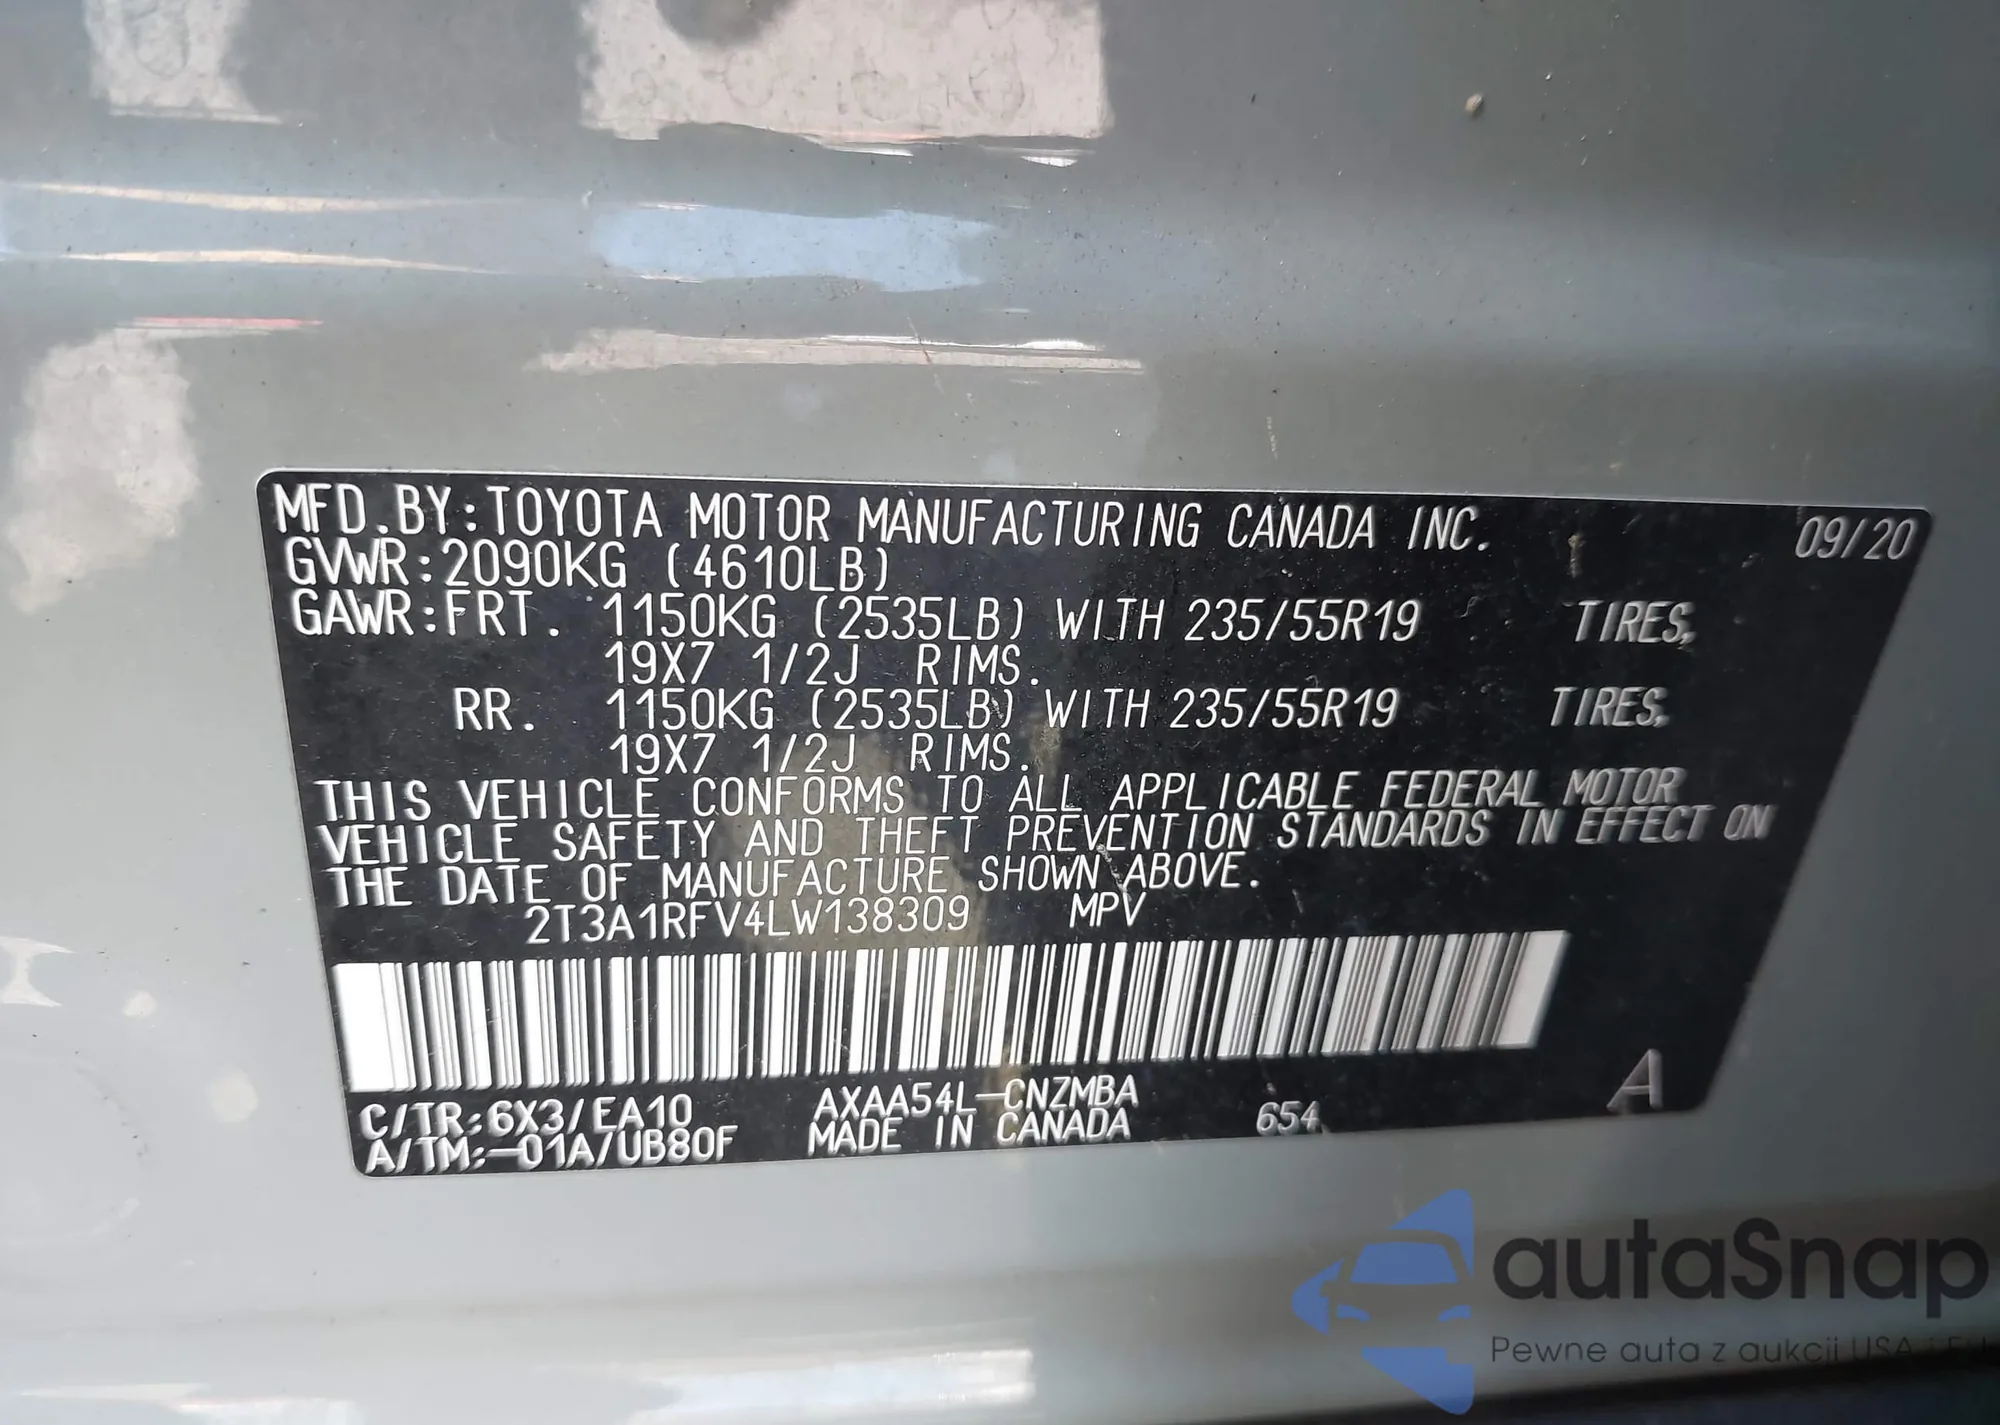 MFD.BY:TOYOTA MOTOR MANUFACTURING CANADA INC. 09/20
GVWR:2090KG (4610LB)
GAWR:FRT. 1150KG (2535LB) WITH 235/55R19 TIRES,
19X7 1/2J RIMS.
RR. 1150KG (2535LB) WITH 235/55R19 TIRES,
19X7 1/2J RIMS.
THIS VEHICLE CONFORMS TO ALL APPLICABLE FEDERAL MOTOR
VEHICLE SAFETY AND THEFT PREVENTION STANDARDS IN EFFECT ON
THE DATE OF MANUFACTURE SHOWN ABOVE.
2T3A1RFV4LW138309 MPV
C/TR:6X3/EA10 AXAA54L-CNZMBA 654 A
A/TM:-01A/UB80F MADE IN CANADA
autaSnap
Pewne auta z aukcji USA i EU